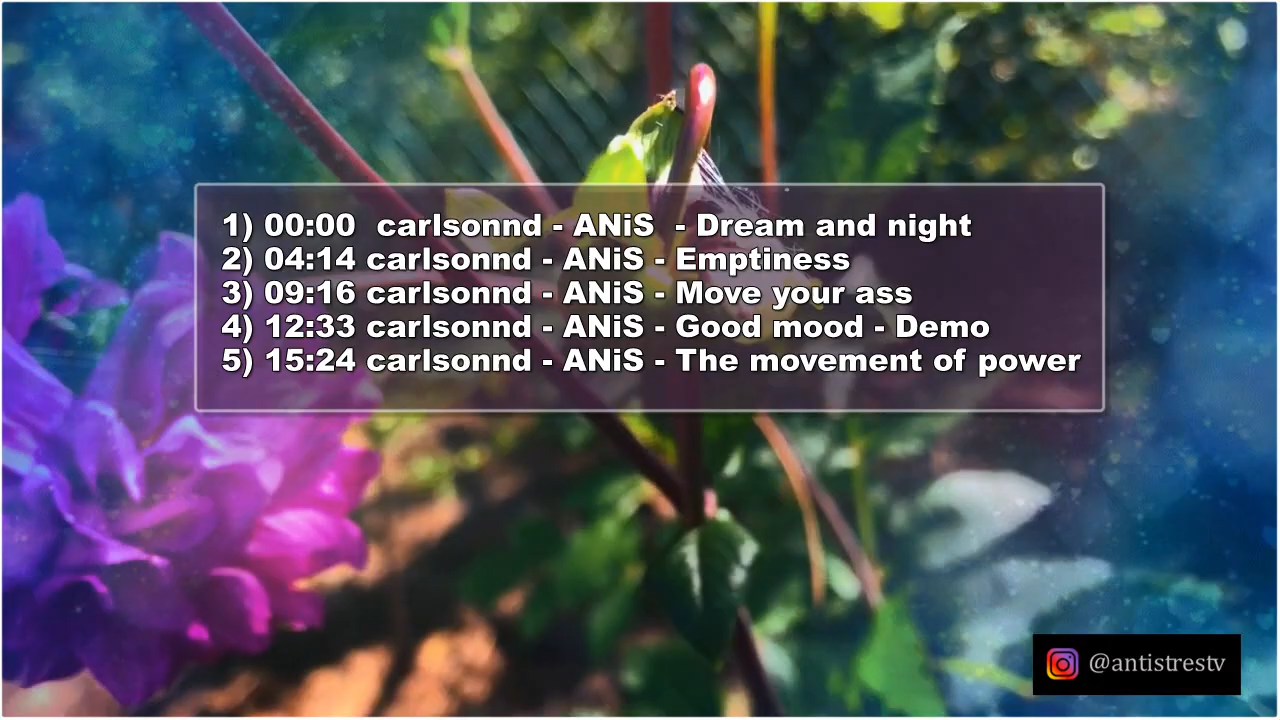 1) 00:00  carlsonnd - ANiS  - Dream and night
2) 04:14 carlsonnd - ANiS - Emptiness
3) 09:16 carlsonnd - ANiS - Move your ass
4) 12:33 carlsonnd - ANiS - Good mood - Demo
5) 15:24 carlsonnd - ANiS - The movement of power
@antistrestv